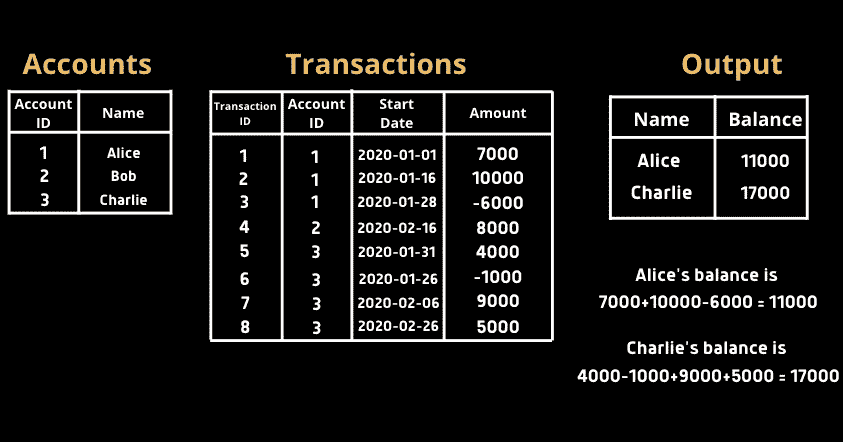 Accounts
Account ID Name
1 Alice
2 Bob
3 Charlie
Transactions
Transaction ID Account ID Start Date Amount
1 1 2020-01-01 7000
2 1 2020-01-16 10000
3 1 2020-01-28 -6000
4 2 2020-02-16 8000
5 3 2020-01-31 4000
6 3 2020-01-26 -1000
7 3 2020-02-06 9000
8 3 2020-02-26 5000
Output
Name Balance
Alice 11000
Charlie 17000
Alice's balance is
7000+10000-6000 = 11000
Charlie's balance is
4000-1000+9000+5000 = 17000